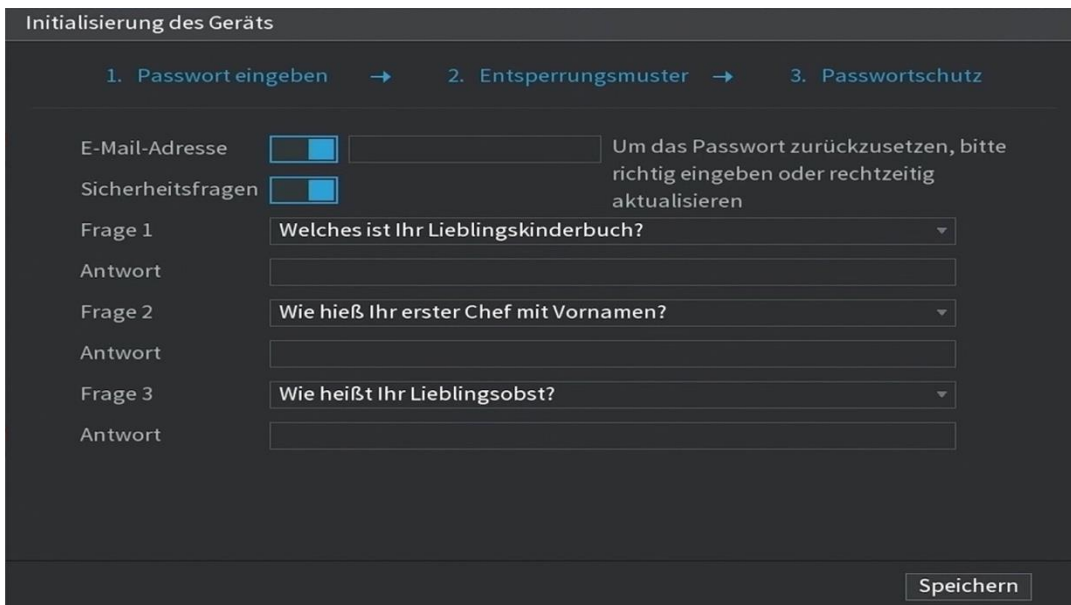 Initialisierung des Geräts
1. Passwort eingeben → 2. Entsperrungsmuster → 3. Passwortschutz
E-Mail-Adresse
Um das Passwort zurückzusetzen, bitte
richtig eingeben oder rechtzeitig
aktualisieren
Sicherheitsfragen
Frage 1 Welches ist Ihr Lieblingskinderbuch?
Antwort
Frage 2 Wie hieß Ihr erster Chef mit Vornamen?
Antwort
Frage 3 Wie heißt Ihr Lieblingsobst?
Antwort
Speichern